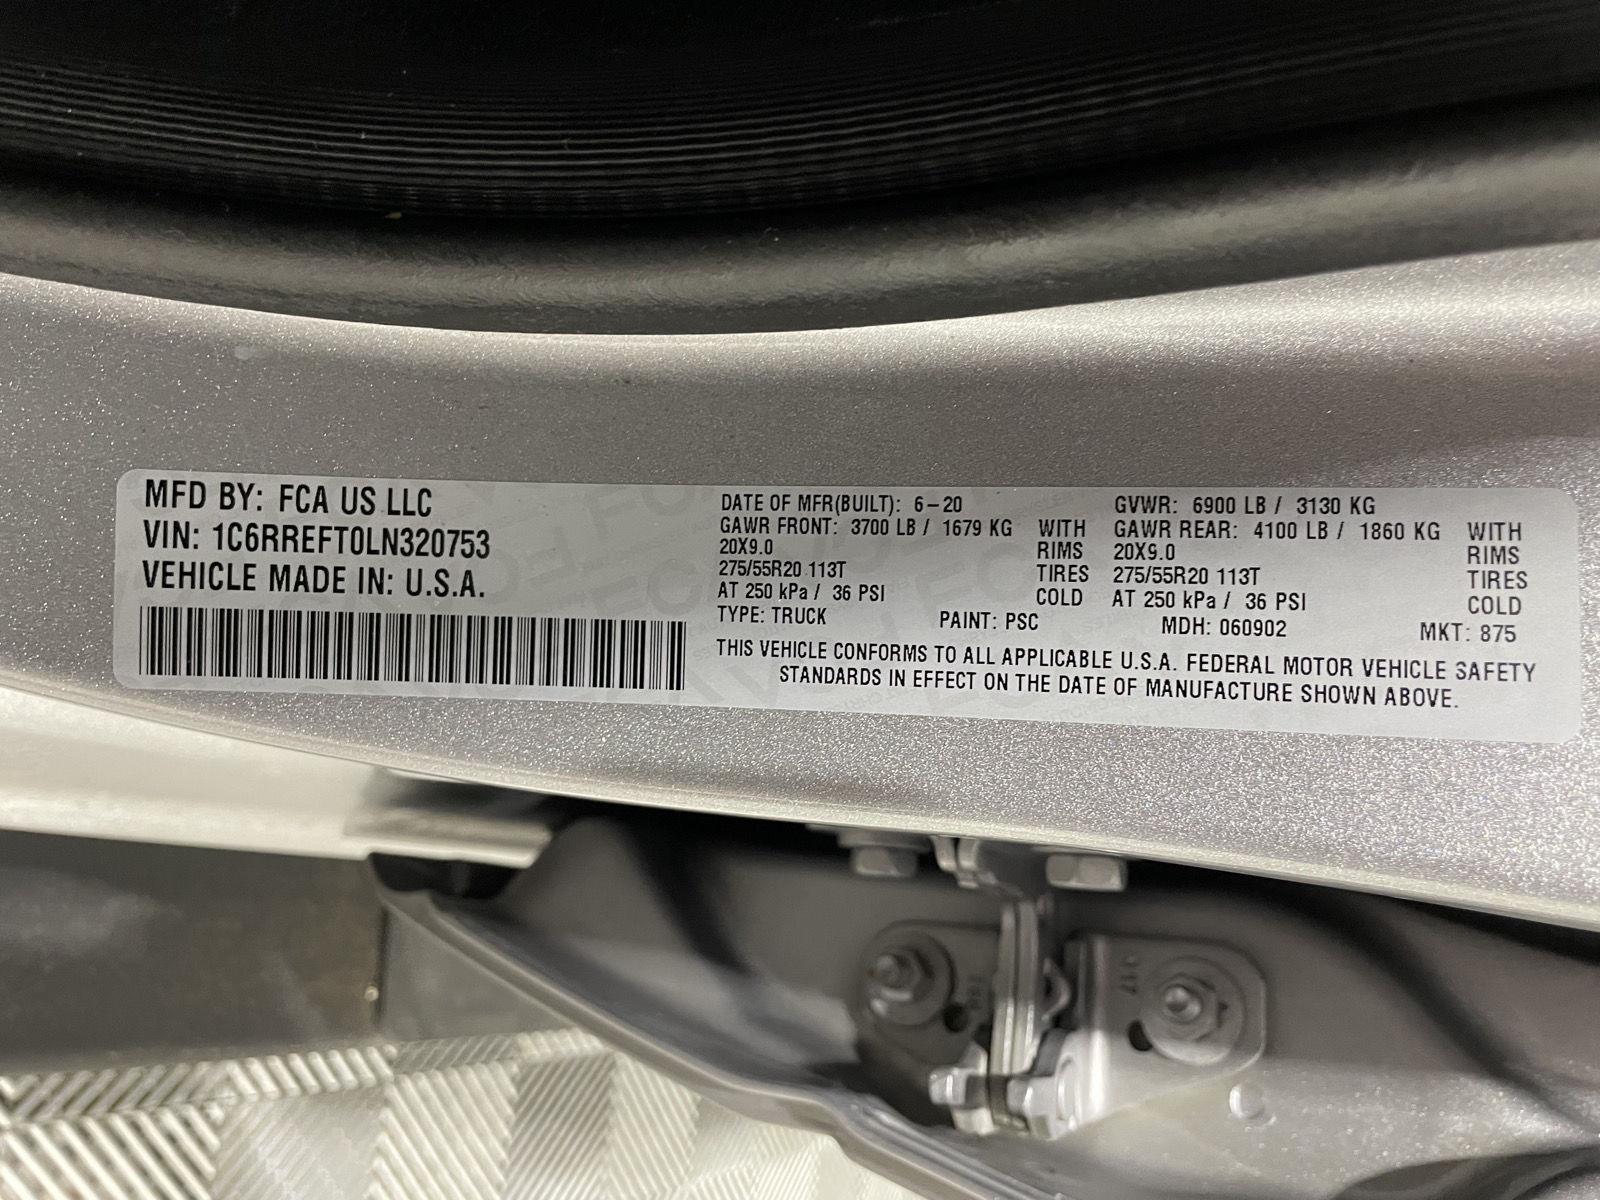 MFD BY: FCA US LLC
VIN: 1C6RREFT0LN320753
VEHICLE MADE IN: U.S.A.
DATE OF MFR(BUILT): 6-20 GVWR: 6900 LB / 3130 KG
GAWR FRONT: 3700 LB / 1679 KG WITH GAWR REAR: 4100 LB / 1860 KG WITH
20X9.0 RIMS 20X9.0 RIMS
275/55R20 113T TIRES 275/55R20 113T TIRES
AT 250 kPa / 36 PSI COLD AT 250 kPa / 36 PSI COLD
TYPE: TRUCK PAINT: PSC MDH: 060902 MKT: 875
THIS VEHICLE CONFORMS TO ALL APPLICABLE U.S.A. FEDERAL MOTOR VEHICLE SAFETY
STANDARDS IN EFFECT ON THE DATE OF MANUFACTURE SHOWN ABOVE.